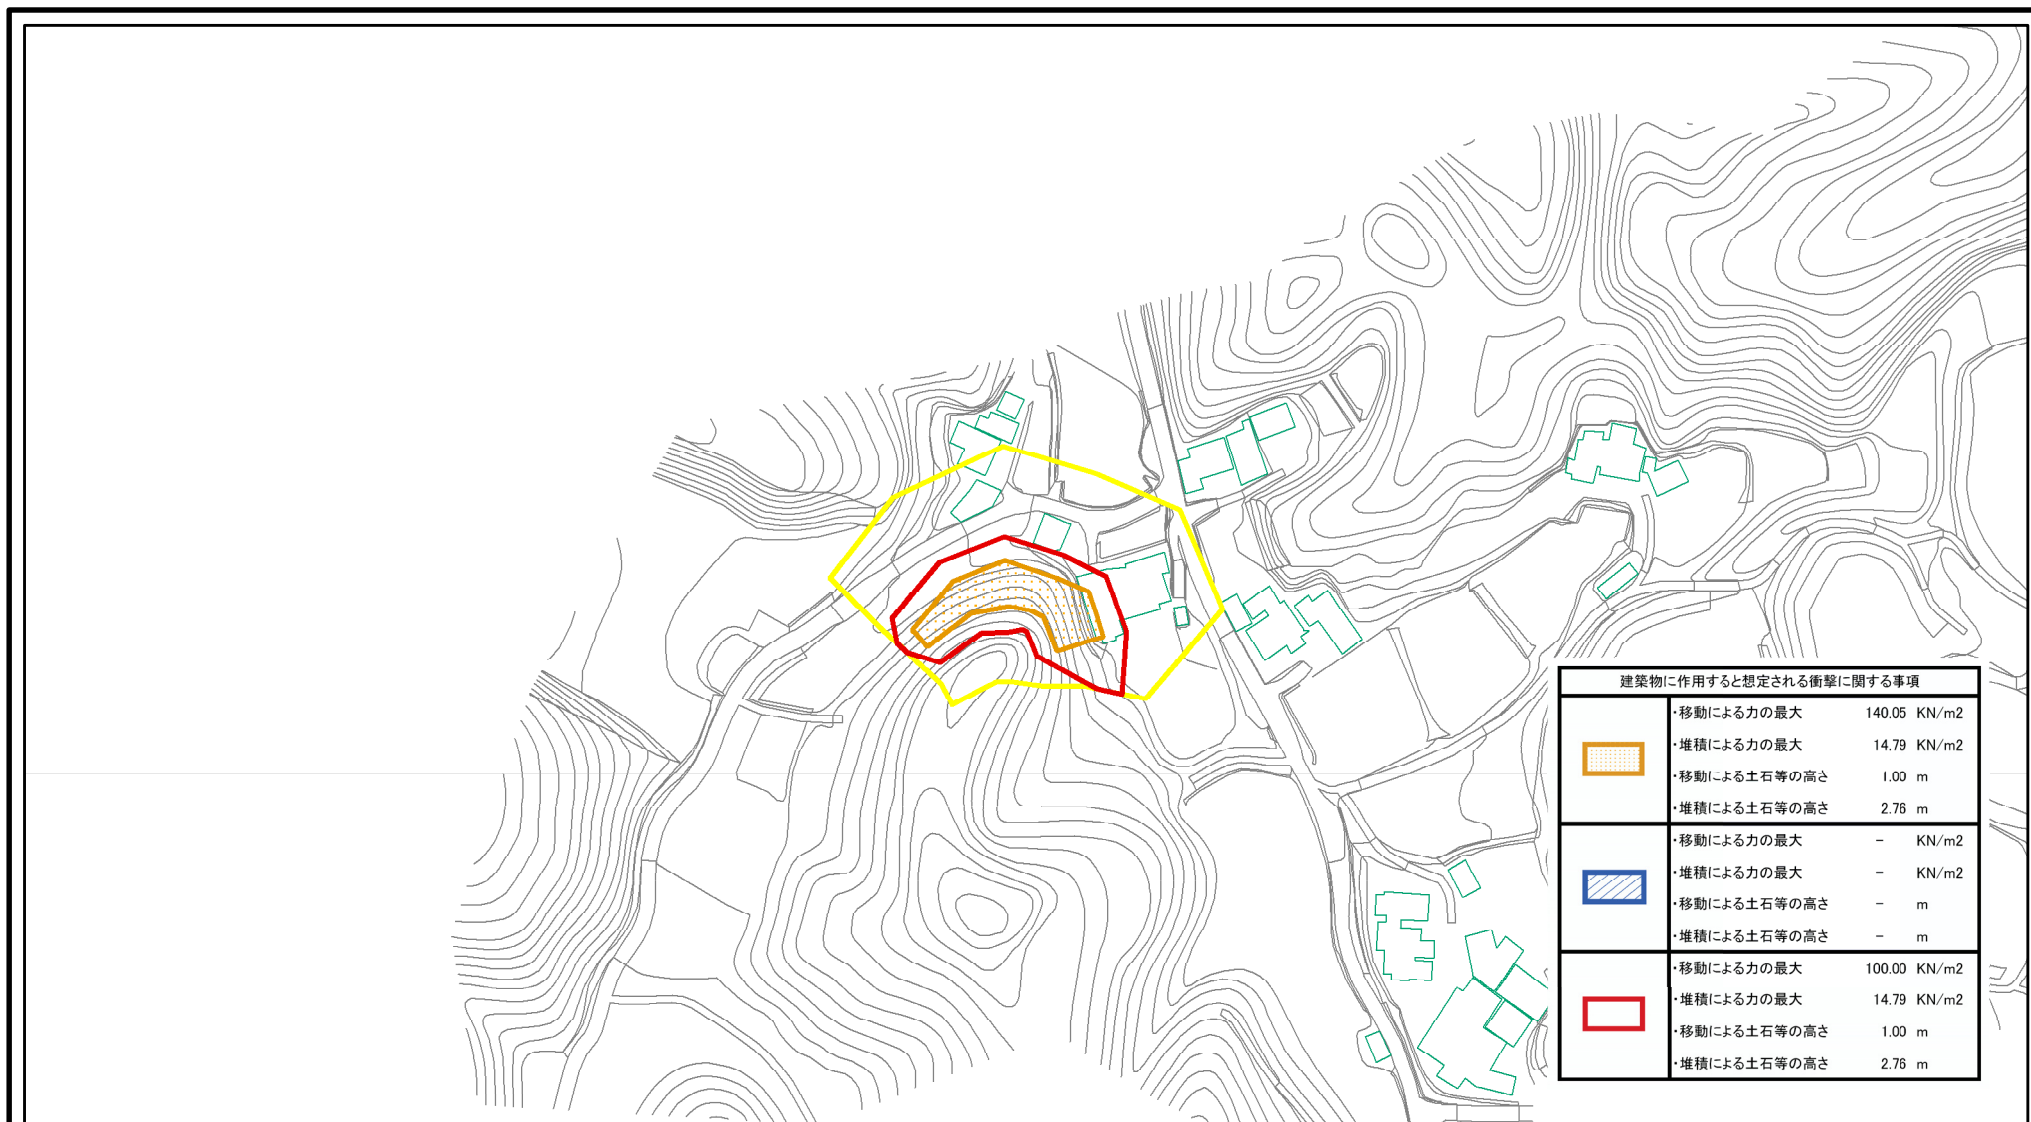 建築物に作用すると想定される衝撃に関する事項
・移動による力の最大 140.05 KN/m2
・堆積による力の最大 14.79 KN/m2
・移動による土石等の高さ 1.00 m
・堆積による土石等の高さ 2.76 m
・移動による力の最大 - KN/m2
・堆積による力の最大 - KN/m2
・移動による土石等の高さ - m
・堆積による土石等の高さ - m
・移動による力の最大 100.00 KN/m2
・堆積による力の最大 14.79 KN/m2
・移動による土石等の高さ 1.00 m
・堆積による土石等の高さ 2.76 m